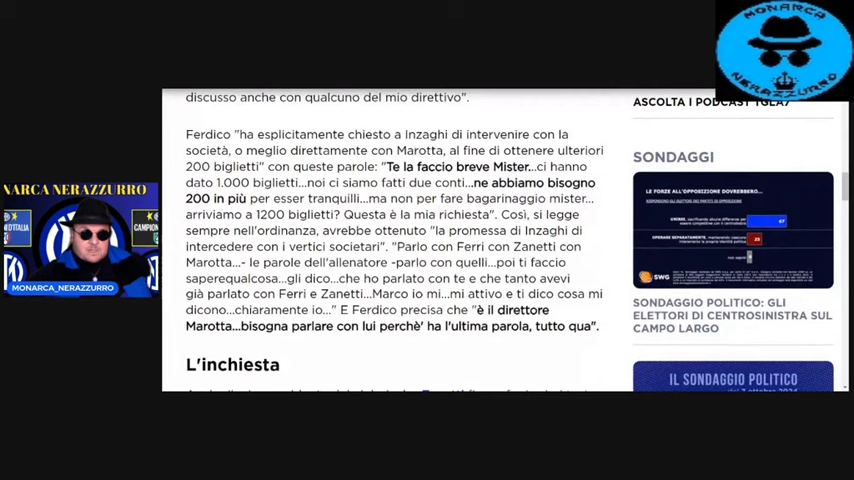 MONARCA
NERAZZURRO
discusso anche con qualcuno del mio direttivo".
Ferdico "ha esplicitamente chiesto a Inzaghi di intervenire con la
società, o meglio direttamente con Marotta, al fine di ottenere ulteriori
200 biglietti" con queste parole: "Te la faccio breve Mister...ci hanno
dato 1.000 biglietti...noi ci siamo fatti due conti...ne abbiamo bisogno
200 in più per esser tranquilli...ma non per fare bagarinaggio mister...
arriviamo a 1200 biglietti? Questa è la mia richiesta". Così, si legge
sempre nell'ordinanza, avrebbe ottenuto "la promessa di Inzaghi di
intercedere con i vertici societari". "Parlo con Ferri con Zanetti con
Marotta...- le parole dell'allenatore -parlo con quelli...poi ti faccio
saperequalcosa...gli dico...che ho parlato con te e che tanto avevi
già parlato con Ferri e Zanetti...Marco io mi...mi attivo e ti dico cosa mi
dicono...chiaramente io..." E Ferdico precisa che "è il direttore
Marotta...bisogna parlare con lui perchè' ha l'ultima parola, tutto qua".
L'inchiesta
ASCOLTA I PODCAST TGLA7
SONDAGGI
LE FORZE ALL'OPPOSIZIONE DOVREBBERO...
67
SWG
SONDAGGIO POLITICO: GLI
ELETTORI DI CENTROSINISTRA SUL
CAMPO LARGO
IL SONDAGGIO POLITICO
NARCA NERAZZURRO
D'ITALIA
CAMPION
MONARCA_NERAZZURRO